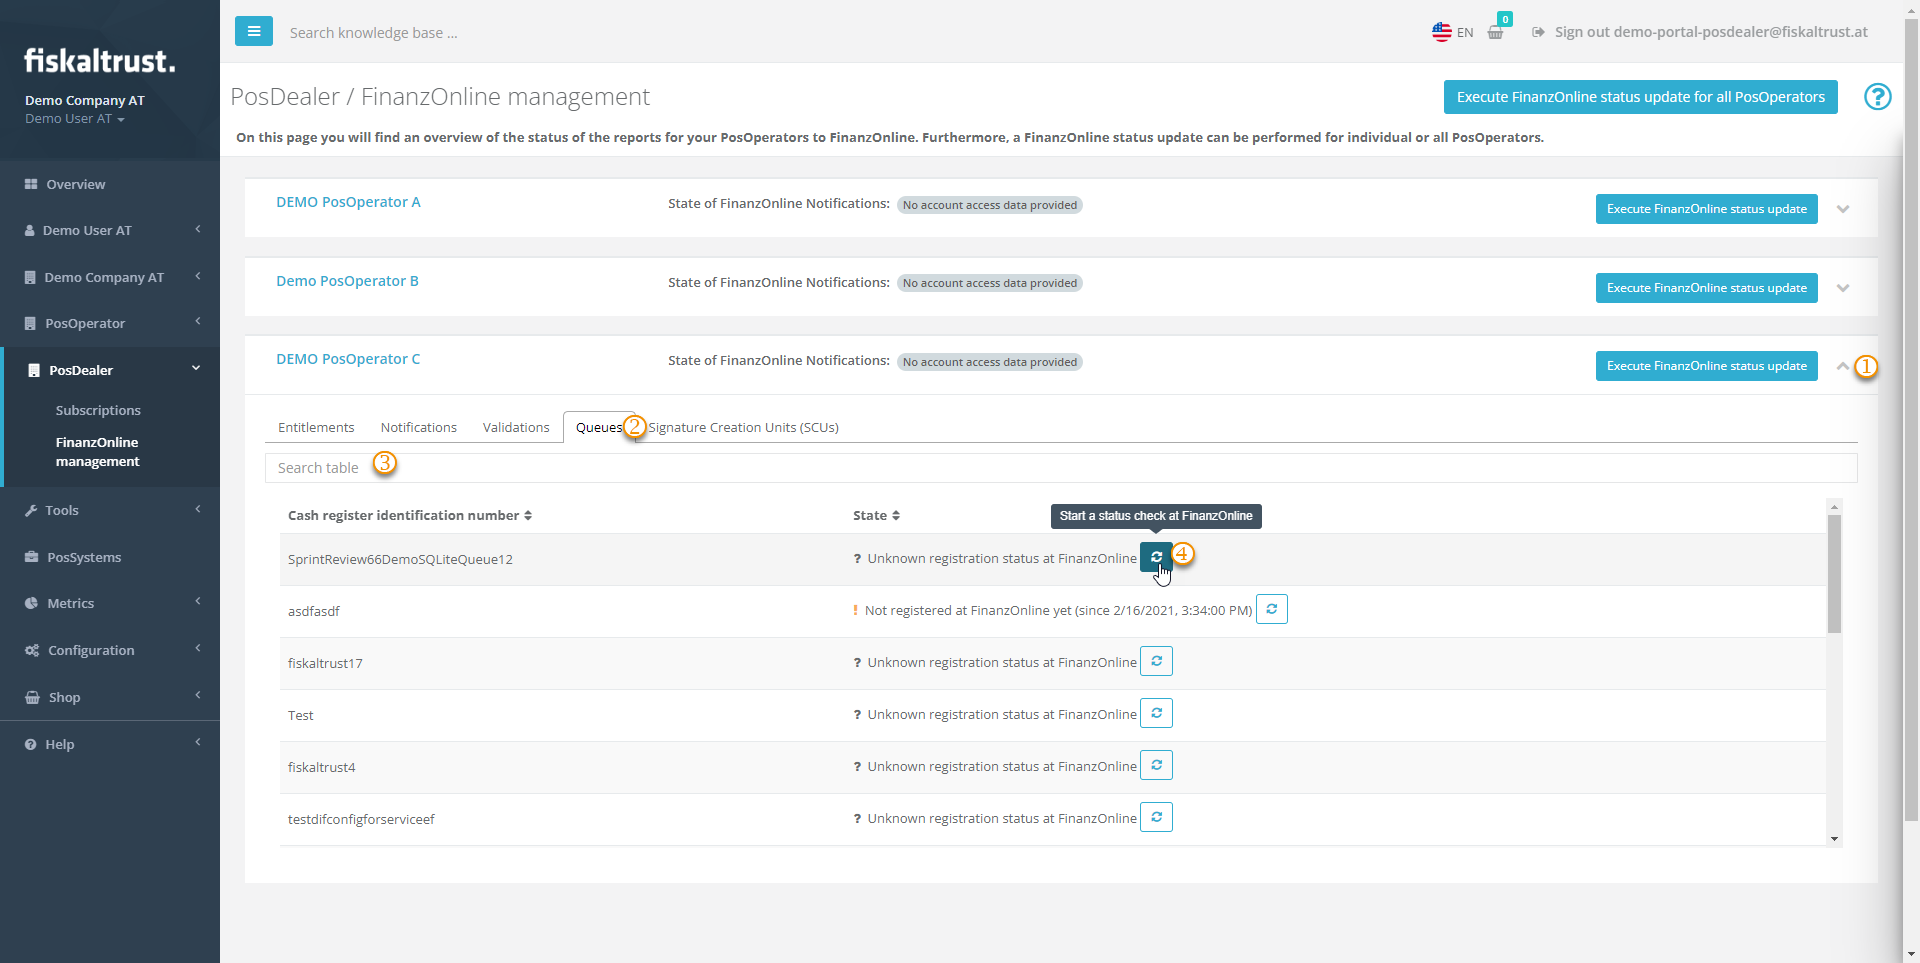 fiskaltrust.
Demo Company AT
Demo User AT
Overview
Demo User AT
Demo Company AT
PosOperator
PosDealer
Subscriptions
FinanzOnline
management
Tools
PosSystems
Metrics
Configuration
Shop
Help
Search knowledge base ...
EN
0
Sign out demo-portal-posdealer@fiskaltrust.at
PosDealer / FinanzOnline management
Execute FinanzOnline status update for all PosOperators
?
On this page you will find an overview of the status of the reports for your PosOperators to FinanzOnline. Furthermore, a FinanzOnline status update can be performed for individual or all PosOperators.
DEMO PosOperator A
State of FinanzOnline Notifications: No account access data provided
Execute FinanzOnline status update
Demo PosOperator B
State of FinanzOnline Notifications: No account access data provided
Execute FinanzOnline status update
DEMO PosOperator C
State of FinanzOnline Notifications: No account access data provided
Execute FinanzOnline status update
1
Entitlements Notifications Validations Queues 2 Signature Creation Units (SCUs)
Search table 3
Cash register identification number State
Start a status check at FinanzOnline
SprintReview66DemoSQLiteQueue12 ? Unknown registration status at FinanzOnline 4
asdfasdf ! Not registered at FinanzOnline yet (since 2/16/2021, 3:34:00 PM)
fiskaltrust17 ? Unknown registration status at FinanzOnline
Test ? Unknown registration status at FinanzOnline
fiskaltrust4 ? Unknown registration status at FinanzOnline
testdifconfigforserviceef ? Unknown registration status at FinanzOnline